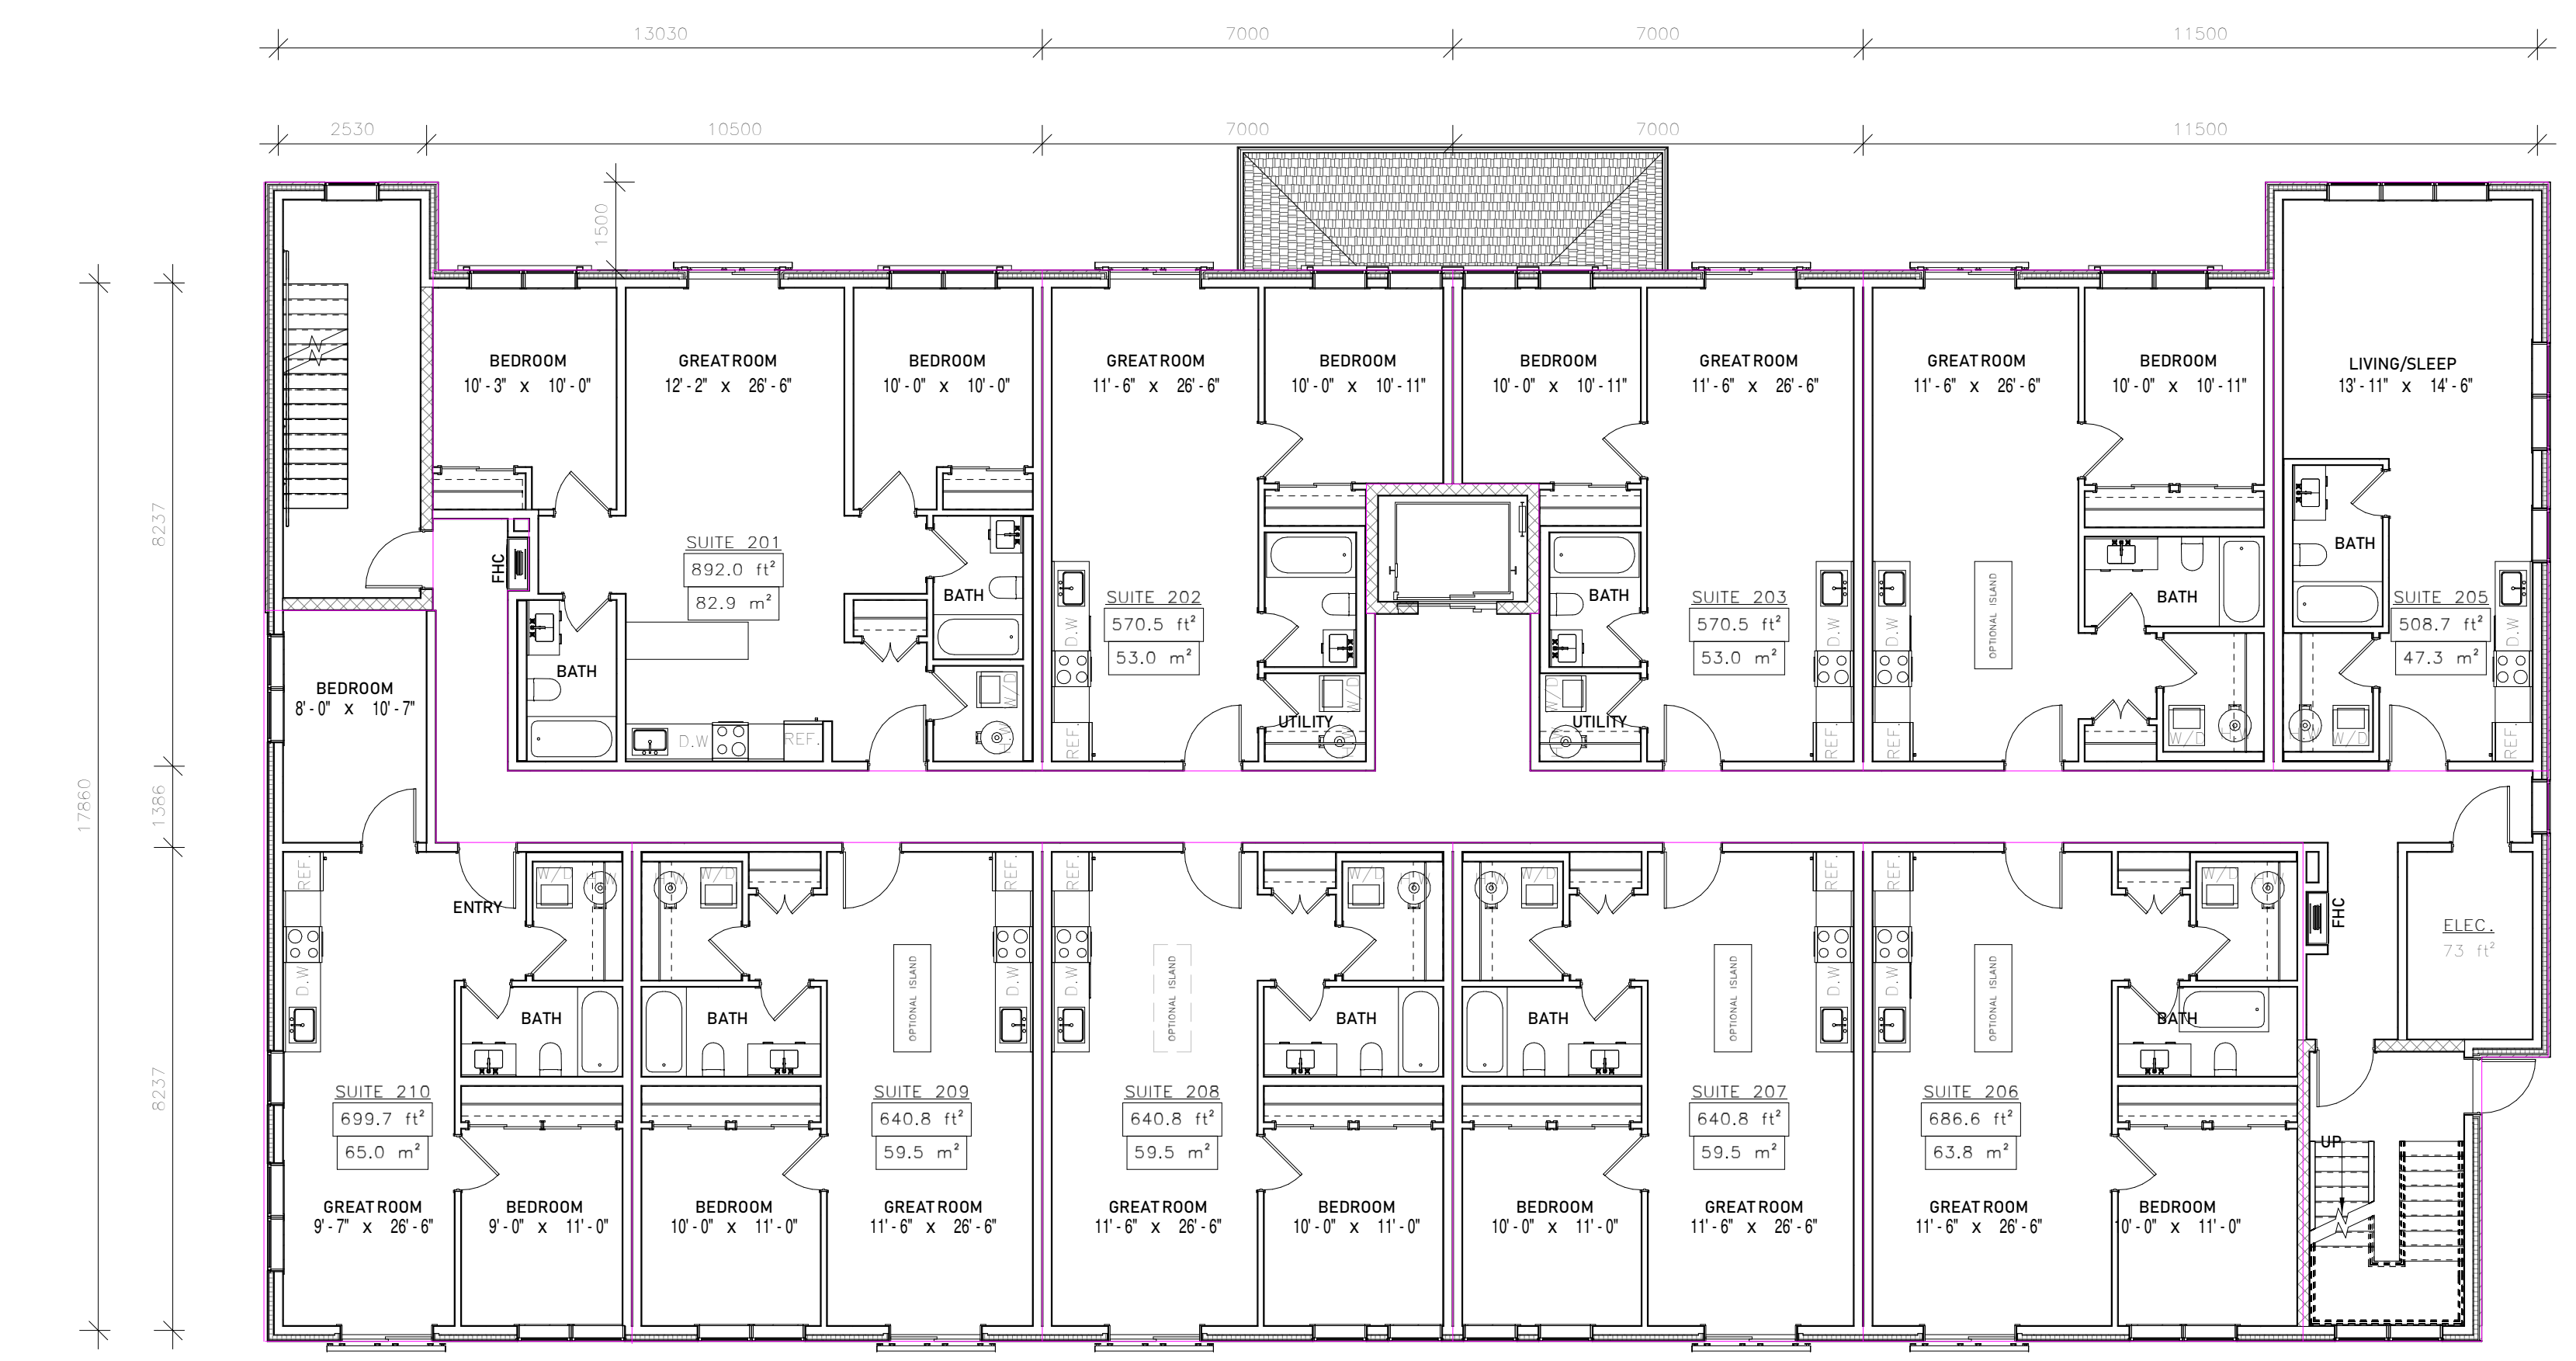 13030 7000 7000 11500
2530 10500 7000 7000 11500
1500
BEDROOM
10' - 3" x 10' - 0"
GREAT ROOM
12' - 2" x 26' - 6"
BEDROOM
10' - 0" x 10' - 0"
GREAT ROOM
11' - 6" x 26' - 6"
BEDROOM
10' - 0" x 10' - 11"
BEDROOM
10' - 0" x 10' - 11"
GREAT ROOM
11' - 6" x 26' - 6"
GREAT ROOM
11' - 6" x 26' - 6"
BEDROOM
10' - 0" x 10' - 11"
LIVING/SLEEP
13' - 11" x 14' - 6"
8237
1386
8237
17860
FHC
SUITE 201
892.0 ft²
82.9 m²
BATH
BATH
D.W
REF.
W/D
H.W
SUITE 202
570.5 ft²
53.0 m²
D.W
REF.
W/D
UTILITY
BATH
W/D
UTILITY
SUITE 203
570.5 ft²
53.0 m²
D.W
REF.
D.W
REF.
OPTIONAL ISLAND
BATH
W/D
H.W
BATH
SUITE 205
508.7 ft²
47.3 m²
D.W
REF.
H.W
W/D
BEDROOM
8' - 0" x 10' - 7"
REF.
D.W
ENTRY
W/D
H.W
BATH
SUITE 210
699.7 ft²
65.0 m²
GREAT ROOM
9' - 7" x 26' - 6"
BEDROOM
9' - 0" x 11' - 0"
H.W
W/D
BATH
OPTIONAL ISLAND
REF.
D.W
SUITE 209
640.8 ft²
59.5 m²
BEDROOM
10' - 0" x 11' - 0"
GREAT ROOM
11' - 6" x 26' - 6"
REF.
D.W
OPTIONAL ISLAND
W/D
H.W
BATH
SUITE 208
640.8 ft²
59.5 m²
GREAT ROOM
11' - 6" x 26' - 6"
BEDROOM
10' - 0" x 11' - 0"
H.W
W/D
BATH
OPTIONAL ISLAND
REF.
D.W
SUITE 207
640.8 ft²
59.5 m²
BEDROOM
10' - 0" x 11' - 0"
GREAT ROOM
11' - 6" x 26' - 6"
REF.
D.W
OPTIONAL ISLAND
W/D
H.W
BATH
SUITE 206
686.6 ft²
63.8 m²
GREAT ROOM
11' - 6" x 26' - 6"
BEDROOM
10' - 0" x 11' - 0"
FHC
ELEC.
73 ft²
UP